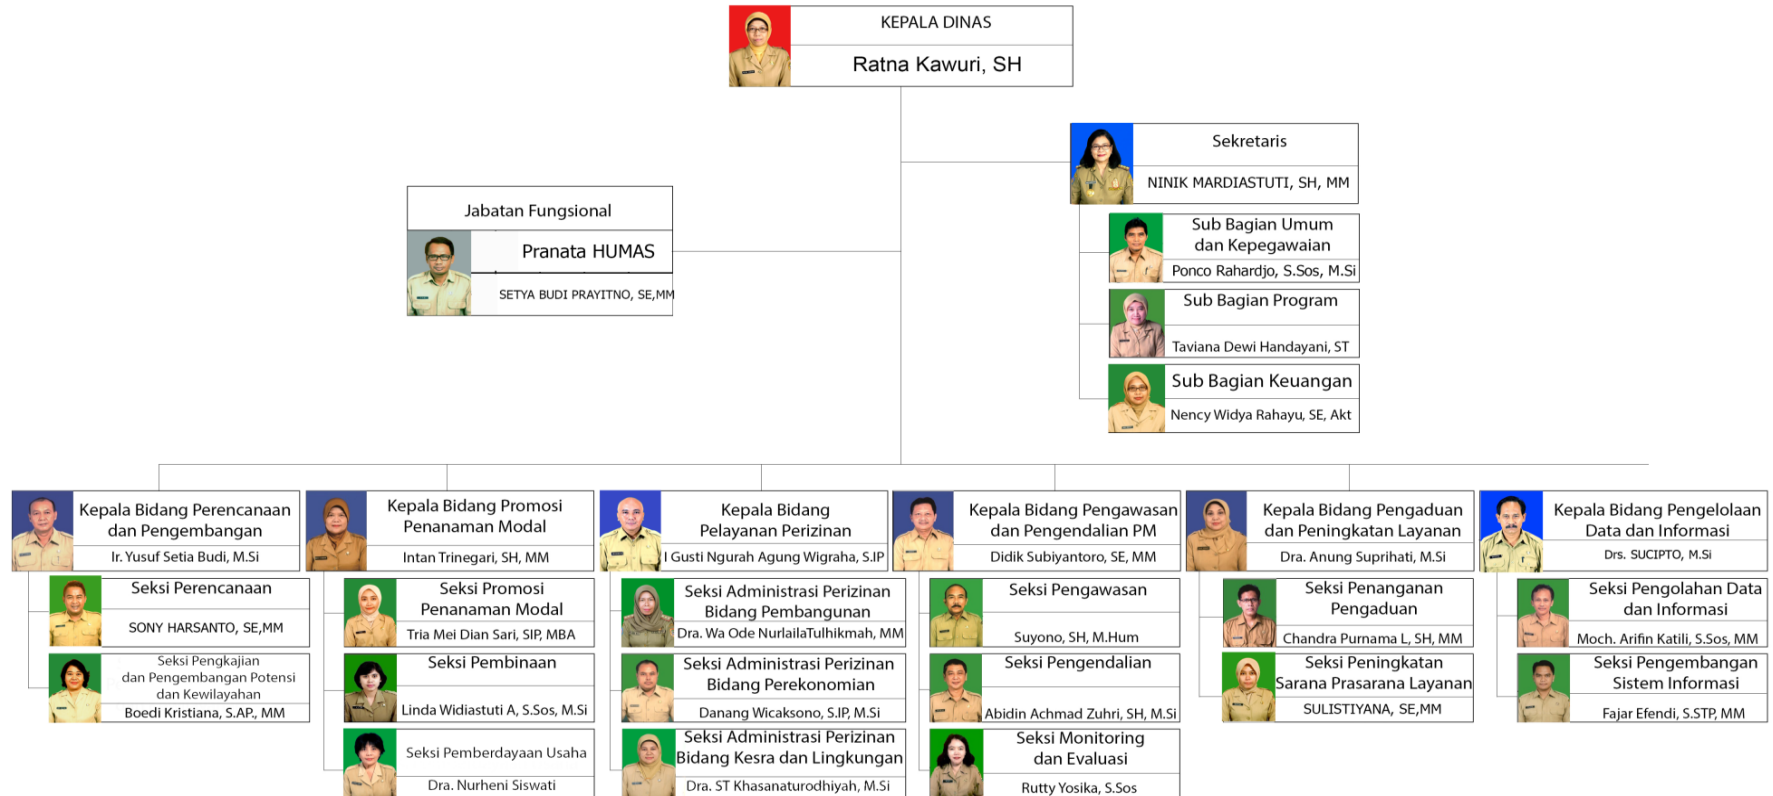 KEPALA DINAS
Ratna Kawuri, SH
Sekretaris
NINIK MARDIASTUTI, SH, MM
Jabatan Fungsional
Pranata HUMAS
SETYA BUDI PRAYITNO, SE,MM
Sub Bagian Umum
dan Kepegawaian
Ponco Rahardjo, S.Sos, M.Si
Sub Bagian Program
Taviana Dewi Handayani, ST
Sub Bagian Keuangan
Nency Widya Rahayu, SE, Akt
Kepala Bidang Perencanaan
dan Pengembangan
Ir. Yusuf Setia Budi, M.Si
Seksi Perencanaan
SONY HARSANTO, SE,MM
Seksi Pengkajian
dan Pengembangan Potensi
dan Kewilayahan
Boedi Kristiana, S.AP., MM
Kepala Bidang Promosi
Penanaman Modal
Intan Trinegari, SH, MM
Seksi Promosi
Penanaman Modal
Tria Mei Dian Sari, SIP, MBA
Seksi Pembinaan
Linda Widiastuti A, S.Sos, M.Si
Seksi Pemberdayaan Usaha
Dra. Nurheni Siswati
Kepala Bidang
Pelayanan Perizinan
I Gusti Ngurah Agung Wigraha, S.IP
Seksi Administrasi Perizinan
Bidang Pembangunan
Dra. Wa Ode NurlailaTulhikmah, MM
Seksi Administrasi Perizinan
Bidang Perekonomian
Danang Wicaksono, S.IP, M.Si
Seksi Administrasi Perizinan
Bidang Kesra dan Lingkungan
Dra. ST Khasanaturodhiyah, M.Si
Kepala Bidang Pengawasan
dan Pengendalian PM
Didik Subiyantoro, SE, MM
Seksi Pengawasan
Suyono, SH, M.Hum
Seksi Pengendalian
Abidin Achmad Zuhri, SH, M.Si
Seksi Monitoring
dan Evaluasi
Rutty Yosika, S.Sos
Kepala Bidang Pengaduan
dan Peningkatan Layanan
Dra. Anung Suprihati, M.Si
Seksi Penanganan
Pengaduan
Chandra Purnama L, SH, MM
Seksi Peningkatan
Sarana Prasarana Layanan
SULISTIYANA, SE,MM
Kepala Bidang Pengelolaan
Data dan Informasi
Drs. SUCIPTO, M.Si
Seksi Pengolahan Data
dan Informasi
Moch. Arifin Katili, S.Sos, MM
Seksi Pengembangan
Sistem Informasi
Fajar Efendi, S.STP, MM